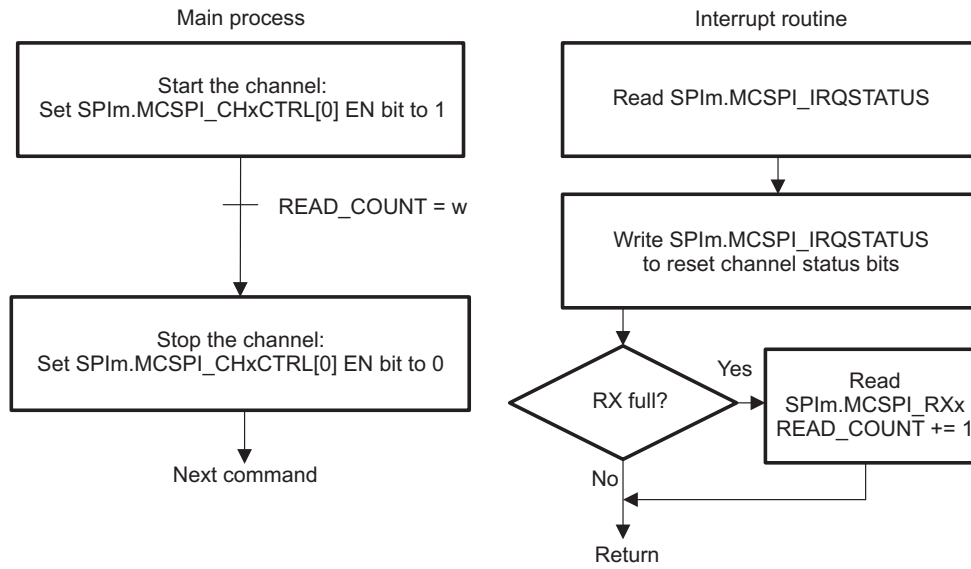 Main process
Start the channel:
Set SPIm.MCSPI_CHxCTRL[0] EN bit to 1
READ_COUNT = w
Stop the channel:
Set SPIm.MCSPI_CHxCTRL[0] EN bit to 0
Next command
Interrupt routine
Read SPIm.MCSPI_IRQSTATUS
Write SPIm.MCSPI_IRQSTATUS
to reset channel status bits
RX full?
Yes
Read
SPIm.MCSPI_RXx
READ_COUNT += 1
No
Return